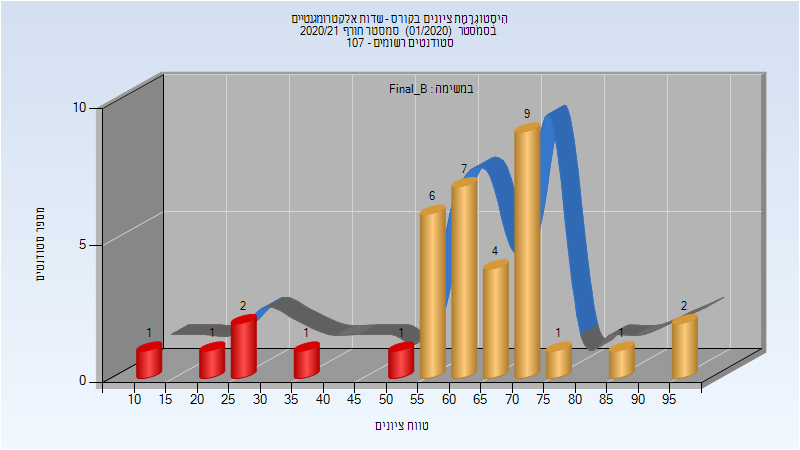 היסטוגרמת ציונים בקורס - שדות אלקטרומגנטיים
בסמסטר (01/2020) סמסטר חורף 2020/21
סטודנטים רשומים - 107
במשימה : Final_B
מספר סטודנטים
10
5
0
1
1
2
1
1
6
7
4
9
1
1
2
10 15 20 25 30 35 40 45 50 55 60 65 70 75 80 85 90 95
טווח ציונים